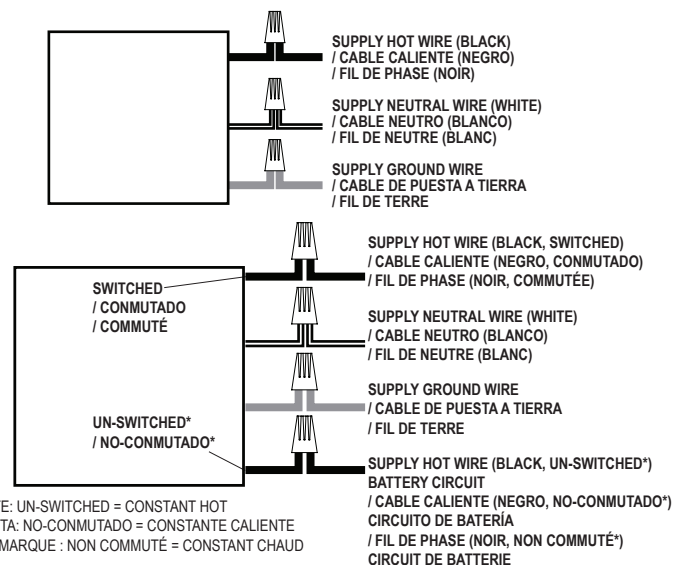 SUPPLY HOT WIRE (BLACK)
/ CABLE CALIENTE (NEGRO)
/ FIL DE PHASE (NOIR)
SUPPLY NEUTRAL WIRE (WHITE)
/ CABLE NEUTRO (BLANCO)
/ FIL DE NEUTRE (BLANC)
SUPPLY GROUND WIRE
/ CABLE DE PUESTA A TIERRA
/ FIL DE TERRE
SUPPLY HOT WIRE (BLACK, SWITCHED)
/ CABLE CALIENTE (NEGRO, CONMUTADO)
/ FIL DE PHASE (NOIR, COMMUTÉE)
SWITCHED
/ CONMUTADO
/ COMMUTÉ
SUPPLY NEUTRAL WIRE (WHITE)
/ CABLE NEUTRO (BLANCO)
/ FIL DE NEUTRE (BLANC)
SUPPLY GROUND WIRE
/ CABLE DE PUESTA A TIERRA
/ FIL DE TERRE
UN-SWITCHED*
/ NO-CONMUTADO*
SUPPLY HOT WIRE (BLACK, UN-SWITCHED*)
BATTERY CIRCUIT
/ CABLE CALIENTE (NEGRO, NO-CONMUTADO*)
CIRCUITO DE BATERÍA
/ FIL DE PHASE (NOIR, NON COMMUTÉ*)
CIRCUIT DE BATTERIE
TE: UN-SWITCHED = CONSTANT HOT
TA: NO-CONMUTADO = CONSTANTE CALIENTE
MARQUE : NON COMMUTÉ = CONSTANT CHAUD